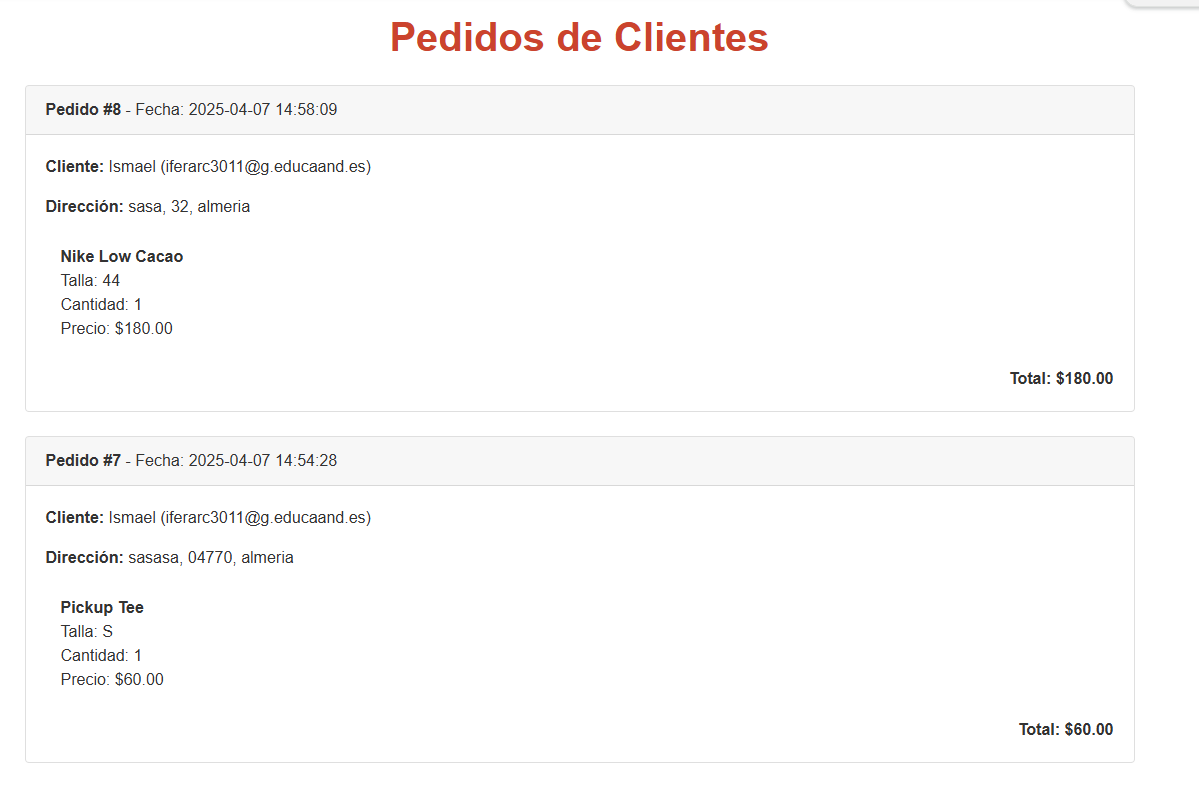 Pedidos de Clientes
Pedido #8 - Fecha: 2025-04-07 14:58:09
Cliente: Ismael (iferarc3011@g.educaand.es)
Dirección: sasa, 32, almeria
Nike Low Cacao
Talla: 44
Cantidad: 1
Precio: $180.00
Total: $180.00
Pedido #7 - Fecha: 2025-04-07 14:54:28
Cliente: Ismael (iferarc3011@g.educaand.es)
Dirección: sasasa, 04770, almeria
Pickup Tee
Talla: S
Cantidad: 1
Precio: $60.00
Total: $60.00